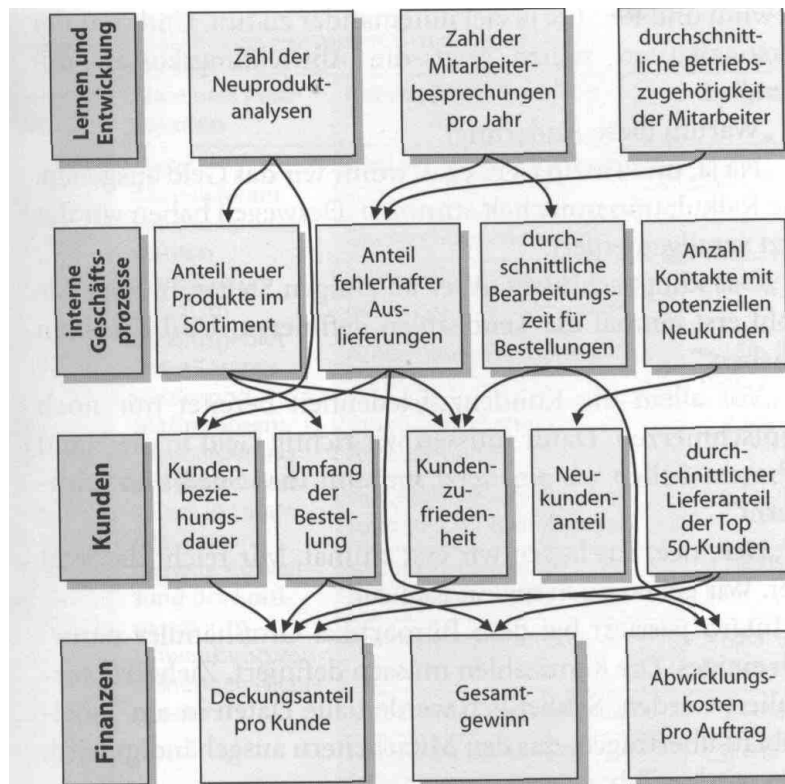 Lernen und
Entwicklung
Zahl der
Neuprodukt-
analysen
Zahl der
Mitarbeiter-
besprechungen
pro Jahr
durchschnitt-
liche Betriebs-
zugehörigkeit
der Mitarbeiter
interne
Geschäfts-
prozesse
Anteil neuer
Produkte im
Sortiment
Anteil
fehlerhafter
Aus-
lieferungen
durch-
schnittliche
Bearbeitungs-
zeit für
Bestellungen
Anzahl
Kontakte mit
potenziellen
Neukunden
Kunden
Kunden-
bezie-
hungs-
dauer
Umfang
der
Bestel-
lung
Kunden-
zu-
frieden-
heit
Neu-
kunden-
anteil
durch-
schnittlicher
Lieferanteil
der Top
50-Kunden
Finanzen
Deckungsanteil
pro Kunde
Gesamt-
gewinn
Abwicklungs-
kosten
pro Auftrag